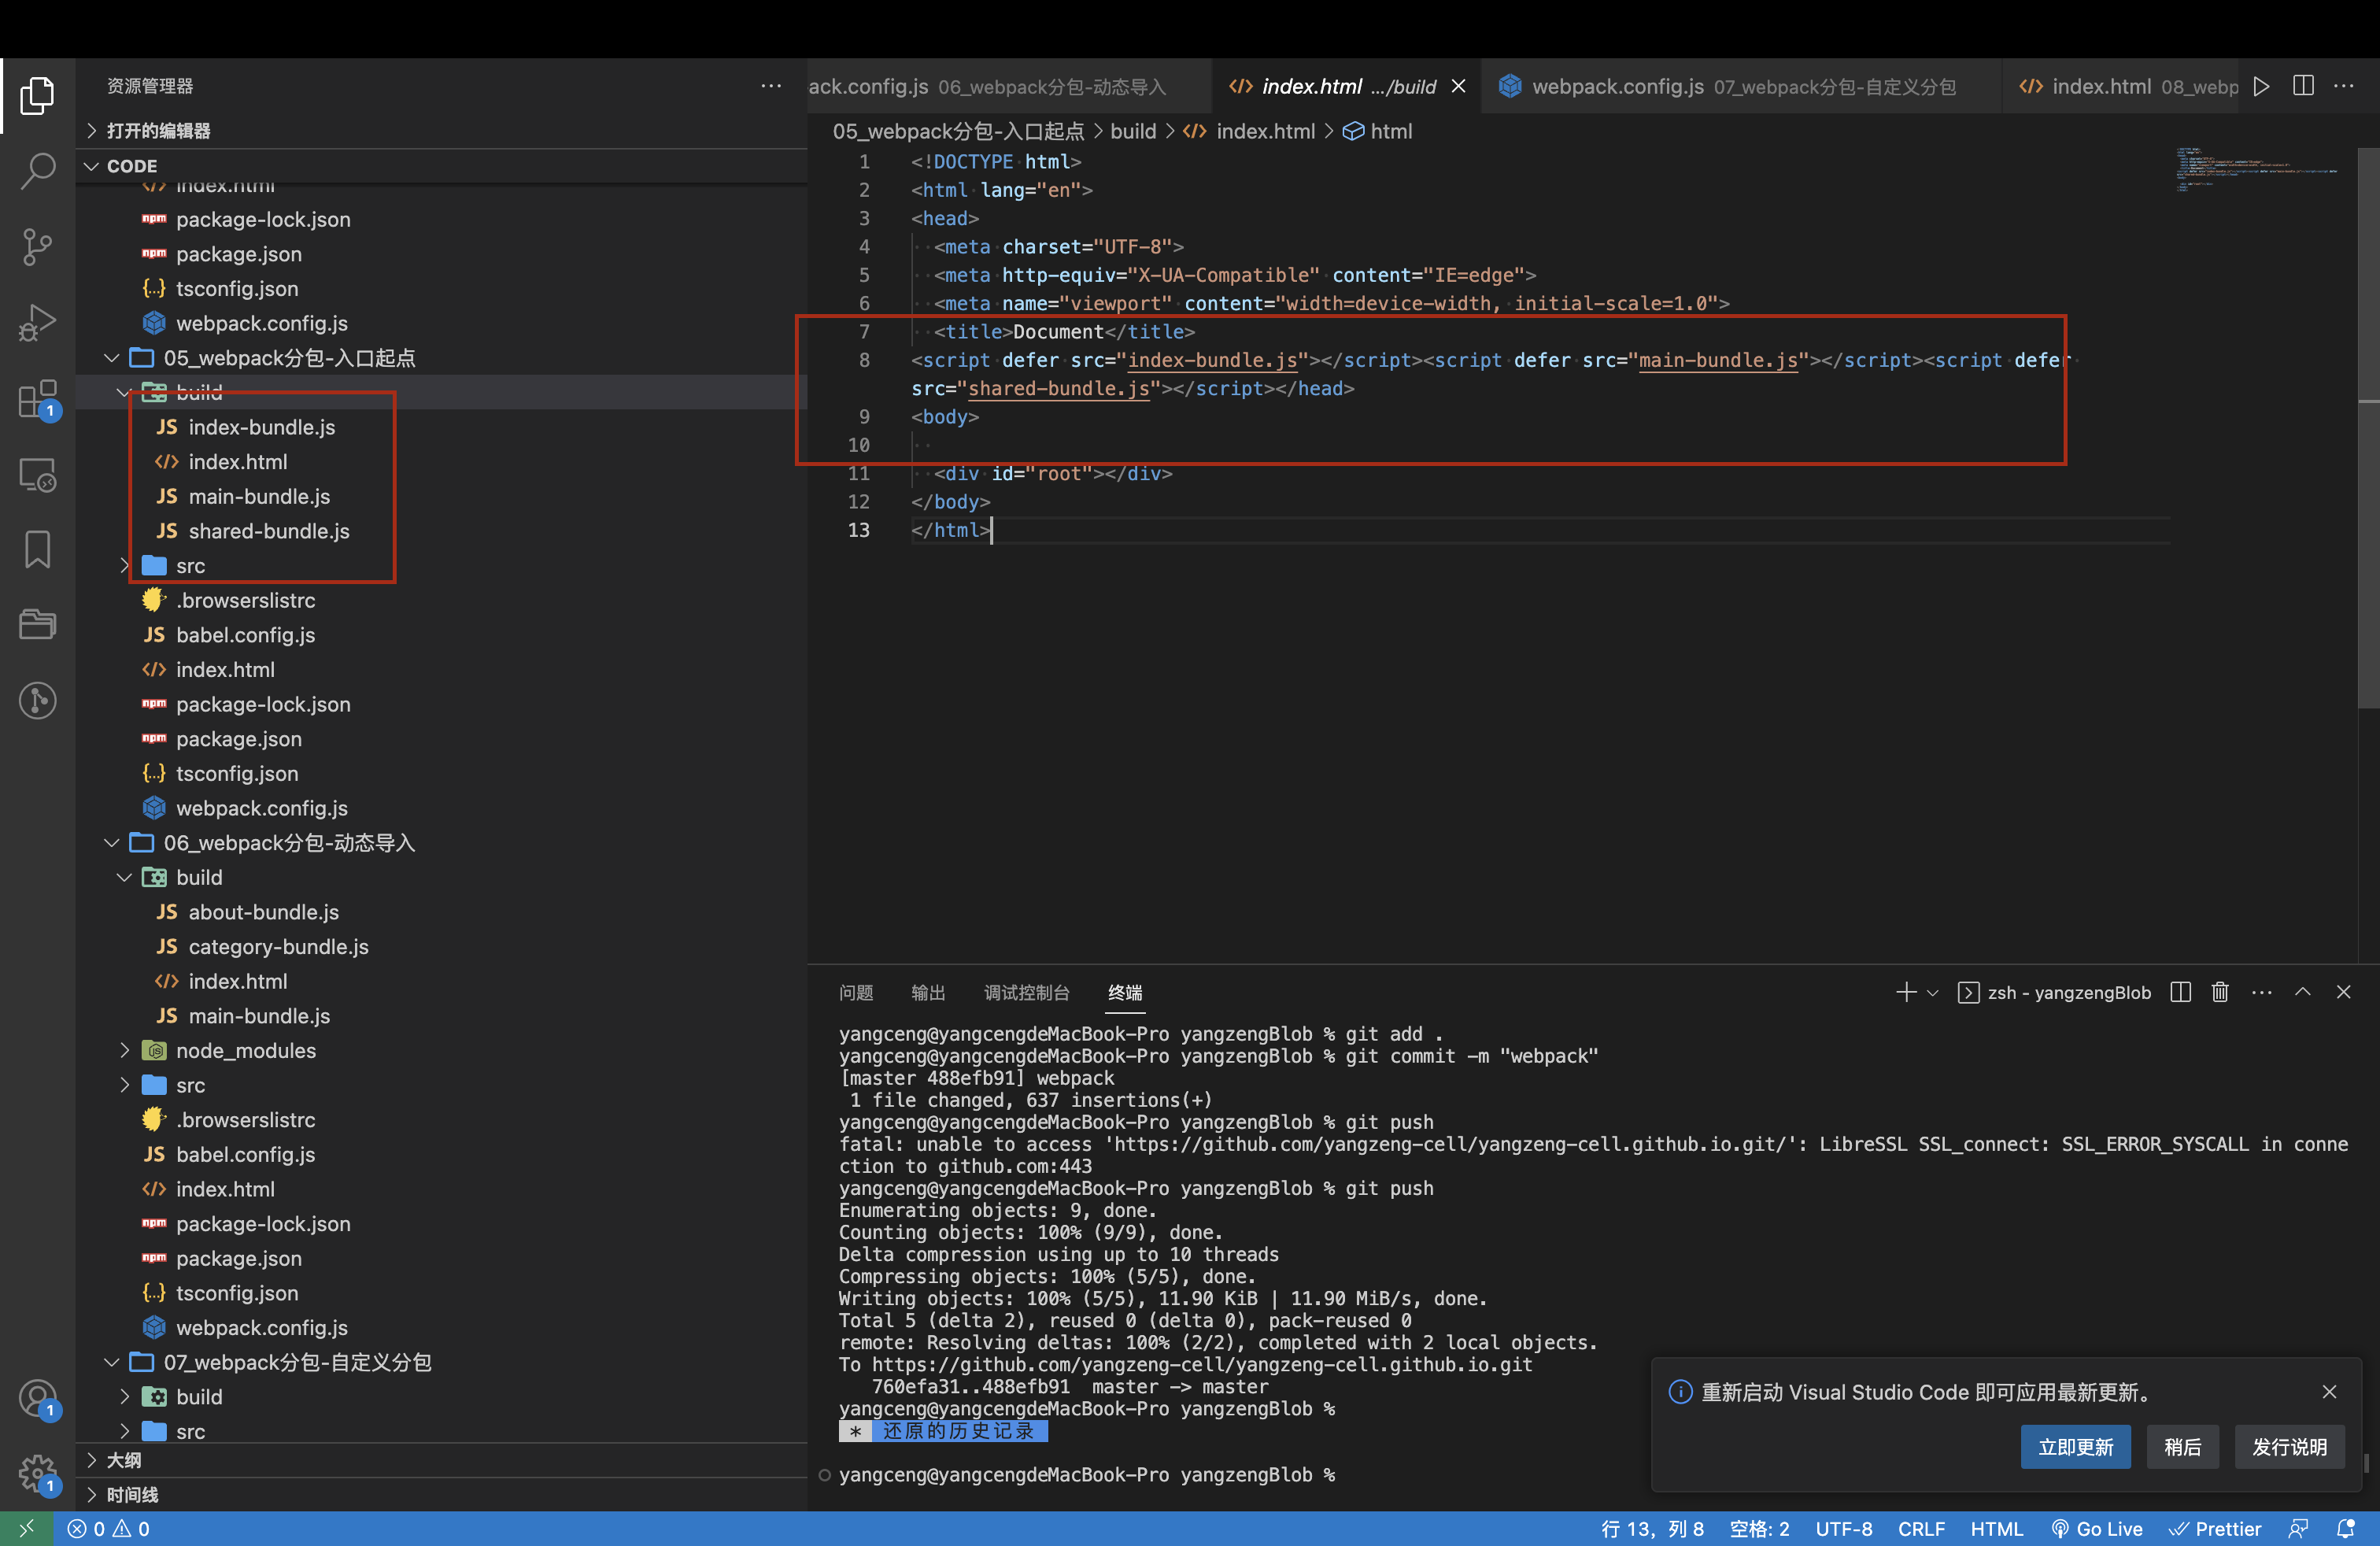 资源管理器
打开的编辑器
CODE
index.html
package-lock.json
package.json
tsconfig.json
webpack.config.js
05_webpack分包-入口起点
build
index-bundle.js
index.html
main-bundle.js
shared-bundle.js
src
.browserslistrc
babel.config.js
index.html
package-lock.json
package.json
tsconfig.json
webpack.config.js
06_webpack分包-动态导入
build
about-bundle.js
category-bundle.js
index.html
main-bundle.js
node_modules
src
.browserslistrc
babel.config.js
index.html
package-lock.json
package.json
tsconfig.json
webpack.config.js
07_webpack分包-自定义分包
build
src
大纲
时间线
1
1
1
ack.config.js 06_webpack分包-动态导入
index.html .../build
webpack.config.js 07_webpack分包-自定义分包
index.html 08_webp
05_webpack分包-入口起点 > build > index.html > html
1 <!DOCTYPE html>
2 <html lang="en">
3 <head>
4 <meta charset="UTF-8">
5 <meta http-equiv="X-UA-Compatible" content="IE=edge">
6 <meta name="viewport" content="width=device-width, initial-scale=1.0">
7 <title>Document</title>
8 <script defer src="index-bundle.js"></script><script defer src="main-bundle.js"></script><script defer
src="shared-bundle.js"></script></head>
9 <body>
10
11 <div id="root"></div>
12 </body>
13 </html>
问题 输出 调试控制台 终端
zsh - yangzengBlob
yangceng@yangcengdeMacBook-Pro yangzengBlob % git add .
yangceng@yangcengdeMacBook-Pro yangzengBlob % git commit -m "webpack"
[master 488efb91] webpack
1 file changed, 637 insertions(+)
yangceng@yangcengdeMacBook-Pro yangzengBlob % git push
fatal: unable to access 'https://github.com/yangzeng-cell/yangzeng-cell.github.io.git/': LibreSSL SSL_connect: SSL_ERROR_SYSCALL in conne
ction to github.com:443
yangceng@yangcengdeMacBook-Pro yangzengBlob % git push
Enumerating objects: 9, done.
Counting objects: 100% (9/9), done.
Delta compression using up to 10 threads
Compressing objects: 100% (5/5), done.
Writing objects: 100% (5/5), 11.90 KiB | 11.90 MiB/s, done.
Total 5 (delta 2), reused 0 (delta 0), pack-reused 0
remote: Resolving deltas: 100% (2/2), completed with 2 local objects.
To https://github.com/yangzeng-cell/yangzeng-cell.github.io.git
760efa31..488efb91 master -> master
yangceng@yangcengdeMacBook-Pro yangzengBlob %
* 还原的历史记录
yangceng@yangcengdeMacBook-Pro yangzengBlob %
重新启动 Visual Studio Code 即可应用最新更新。
立即更新 稍后 发行说明
0 0
行 13, 列 8 空格: 2 UTF-8 CRLF HTML Go Live Prettier